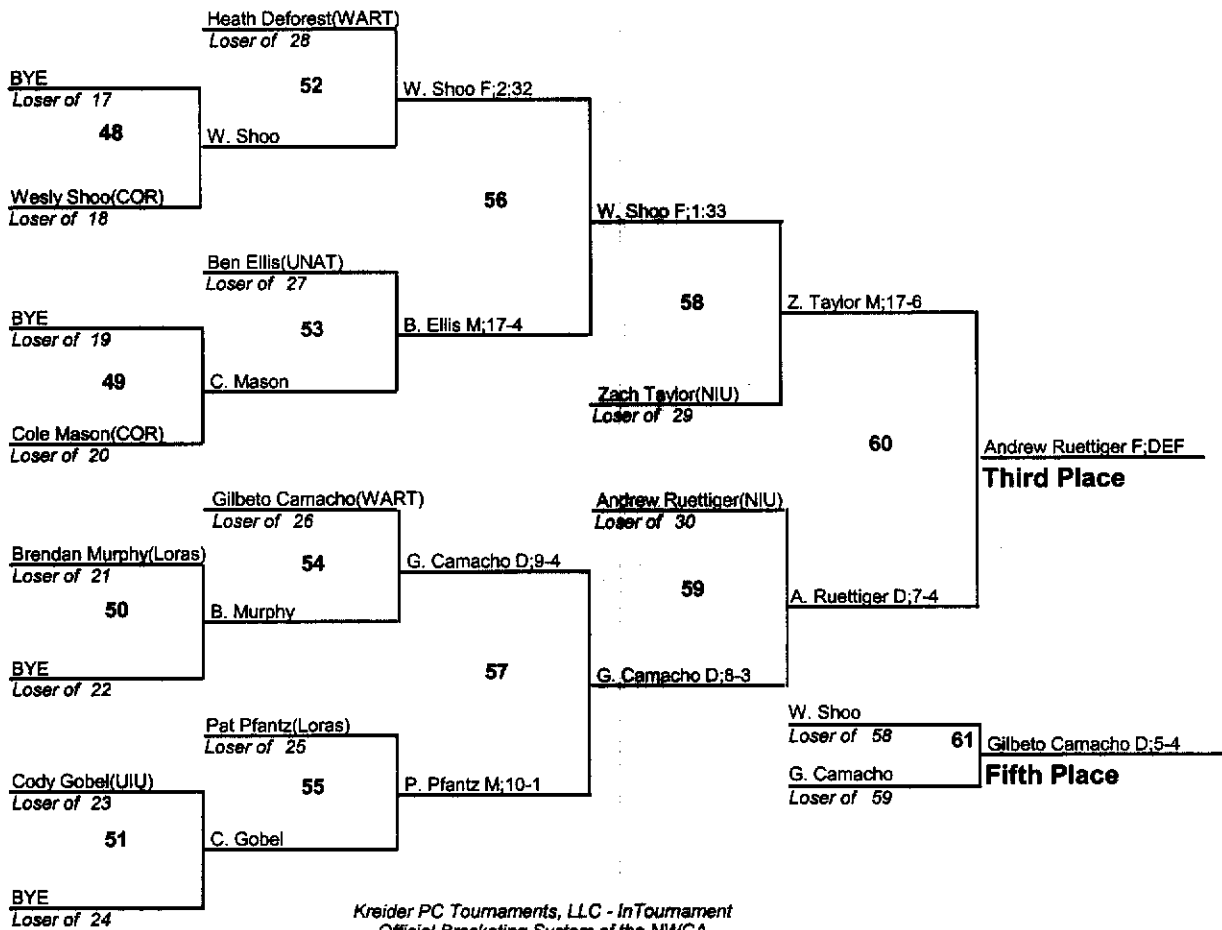 Heath Deforest(WART)
Loser of 28
BYE
Loser of 17
52
W. Shoo F;2:32
48
W. Shoo
Wesly Shoo(COR)
Loser of 18
56
W. Shoo F;1:33
Ben Ellis(UNAT)
Loser of 27
58
Z. Taylor M;17-6
BYE
Loser of 19
53
B. Ellis M;17-4
49
C. Mason
Zach Taylor(NIU)
Loser of 29
Cole Mason(COR)
Loser of 20
60
Andrew Ruettiger F;DEF
Third Place
Gilbeto Camacho(WART)
Loser of 26
Andrew Ruettiger(NIU)
Loser of 30
Brendan Murphy(Loras)
Loser of 21
54
G. Camacho D;9-4
59
A. Ruettiger D;7-4
50
B. Murphy
57
G. Camacho D;8-3
BYE
Loser of 22
W. Shoo
Loser of 58
61
Gilbeto Camacho D;5-4
Fifth Place
G. Camacho
Loser of 59
Pat Pfantz(Loras)
Loser of 25
Cody Gobel(UIU)
Loser of 23
55
P. Pfantz M;10-1
51
C. Gobel
BYE
Loser of 24
Kreider PC Tournaments, LLC - InTournament
Official Bracketing System of the NWCA